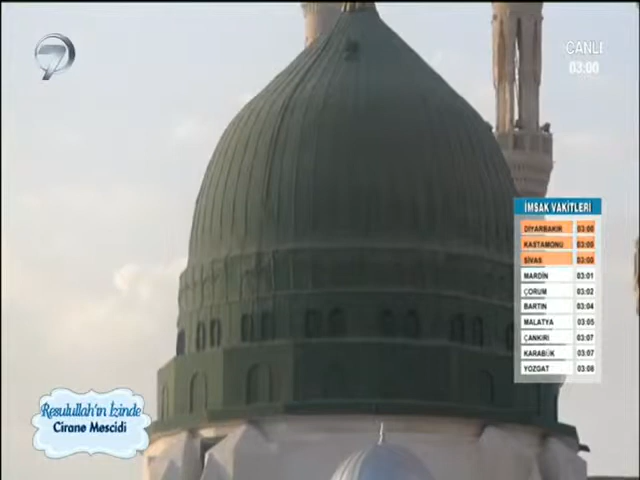 7
CANLI
03:00
İMSAK VAKİTLERİ
DİYARBAKIR 03:00
KASTAMONU 03:00
SİVAS 03:00
MARDİN 03:01
ÇORUM 03:02
BARTIN 03:04
MALATYA 03:05
ÇANKIRI 03:07
KARABÜK 03:07
YOZGAT 03:08
Resulullah'ın İzinde
Cirane Mescidi